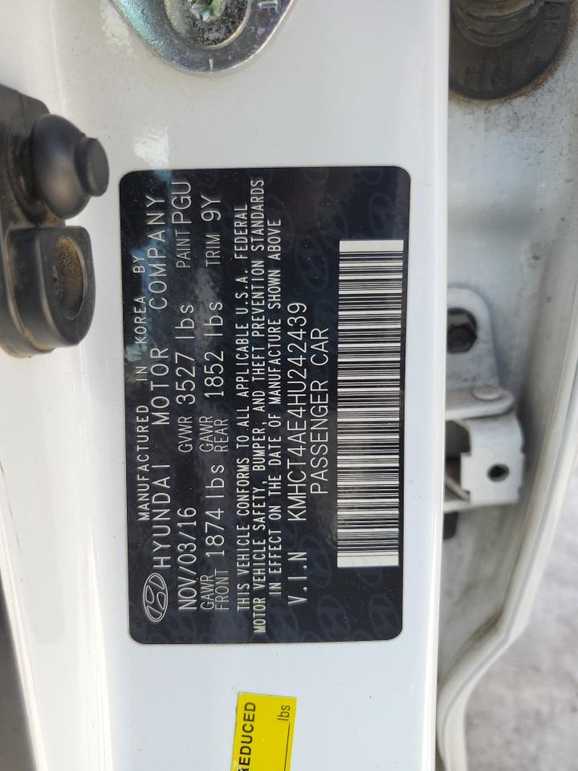 MANUFACTURED IN KOREA BY
HYUNDAI MOTOR COMPANY
NOV/03/16 GVWR 3527 lbs PAINT PGU
GAWR FRONT 1874 lbs GAWR REAR 1852 lbs TRIM 9Y
THIS VEHICLE CONFORMS TO ALL APPLICABLE U.S.A. FEDERAL
MOTOR VEHICLE SAFETY, BUMPER, AND THEFT PREVENTION STANDARDS
IN EFFECT ON THE DATE OF MANUFACTURE SHOWN ABOVE
V.I.N KMHCT4AE4HU242439
PASSENGER CAR
EDUCED
lbs